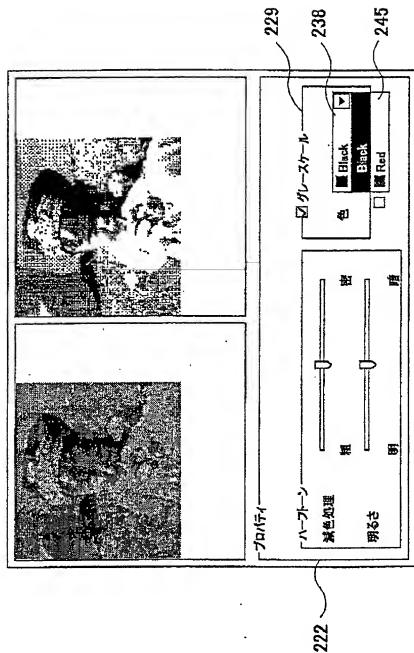 プロパティ
ハーフトーン
減色処理
粗
密
明るさ
明
暗
グレースケール
色
Black
Black
Red
222
229
238
245